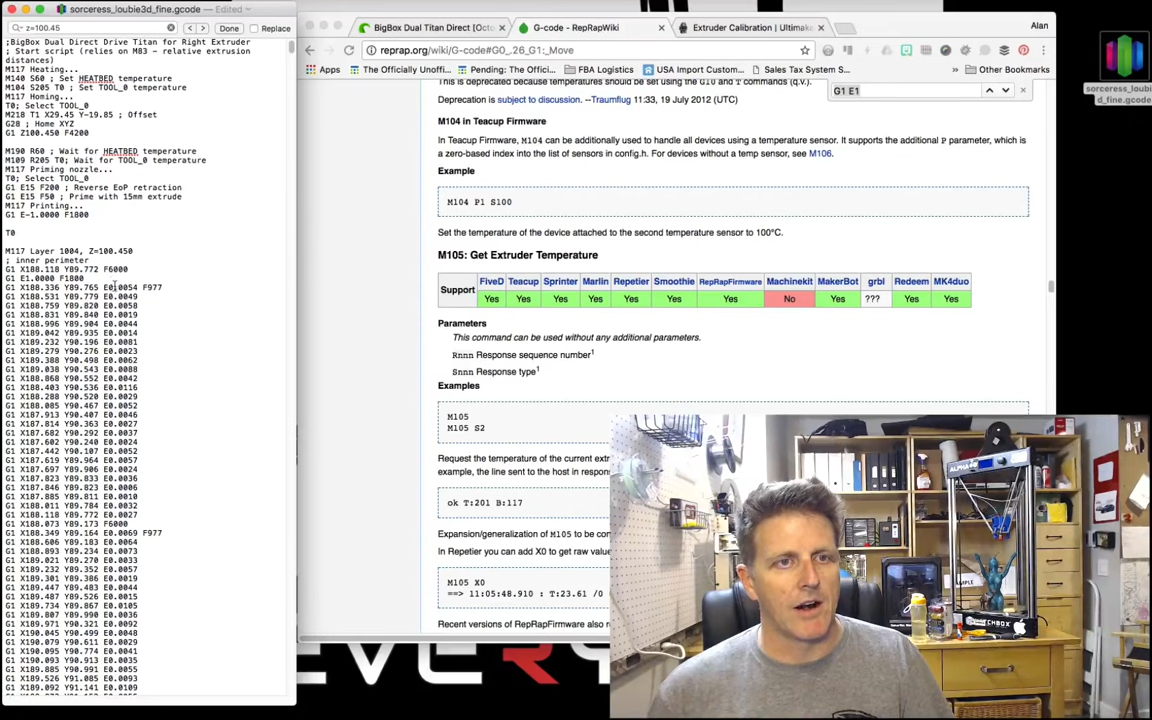 sorceress_loubie3d_fine.gcode — Edited
z=100.45
Done
Replace
;BigBox Dual Direct Drive Titan for Right Extruder
; Start script (relies on M83 - relative extrusion
distances)
M117 Heating...
M140 S60 ; Set HEATBED temperature
M104 S205 T0 ; Set TOOL_0 temperature
M117 Homing...
T0; Select TOOL_0
M218 T1 X29.45 Y-19.85 ; Offset
G28 ; Home XYZ
G1 Z100.450 F4200
M190 R60 ; Wait for HEATBED temperature
M109 R205 T0; Wait for TOOL_0 temperature
M117 Priming nozzle...
T0; Select TOOL_0
G1 E15 F200 ; Reverse EoP retraction
G1 E15 F50 ; Prime with 15mm extrude
M117 Printing...
G1 E-1.0000 F1800
T0
M117 Layer 1004, Z=100.450
; inner perimeter
G1 X188.118 Y89.772 F6000
G1 E1.0000 F1800
G1 X188.336 Y89.765 E0.0054 F977
G1 X188.531 Y89.779 E0.0049
G1 X188.759 Y89.820 E0.0058
G1 X188.831 Y89.840 E0.0019
G1 X188.996 Y89.904 E0.0044
G1 X189.042 Y89.935 E0.0014
G1 X189.232 Y90.196 E0.0081
G1 X189.279 Y90.276 E0.0023
G1 X189.388 Y90.498 E0.0062
G1 X189.038 Y90.543 E0.0088
G1 X188.868 Y90.552 E0.0042
G1 X188.403 Y90.536 E0.0116
G1 X188.288 Y90.520 E0.0029
G1 X188.085 Y90.467 E0.0052
G1 X187.913 Y90.407 E0.0046
G1 X187.814 Y90.363 E0.0027
G1 X187.682 Y90.292 E0.0037
G1 X187.602 Y90.240 E0.0024
G1 X187.442 Y90.107 E0.0052
G1 X187.619 Y89.964 E0.0057
G1 X187.697 Y89.906 E0.0024
G1 X187.823 Y89.833 E0.0036
G1 X187.846 Y89.823 E0.0006
G1 X187.885 Y89.811 E0.0010
G1 X188.011 Y89.784 E0.0032
G1 X188.118 Y89.772 E0.0027
G1 X188.073 Y89.173 F6000
G1 X188.349 Y89.164 E0.0069 F977
G1 X188.606 Y89.183 E0.0064
G1 X188.893 Y89.234 E0.0073
G1 X189.020 Y89.270 E0.0033
G1 X189.232 Y89.352 E0.0057
G1 X189.301 Y89.386 E0.0019
G1 X189.447 Y89.483 E0.0044
G1 X189.487 Y89.526 E0.0015
G1 X189.734 Y89.867 E0.0105
G1 X189.807 Y89.990 E0.0036
G1 X189.971 Y90.321 E0.0092
G1 X190.045 Y90.499 E0.0048
G1 X190.079 Y90.611 E0.0029
G1 X190.095 Y90.774 E0.0041
G1 X190.093 Y90.913 E0.0035
G1 X189.885 Y90.991 E0.0055
G1 X189.526 Y91.085 E0.0093
G1 X189.092 Y91.141 E0.0109
BigBox Dual Titan Direct [Octo
G-code - RepRapWiki
Extruder Calibration | Ultimak
Alan
reprap.org/wiki/G-code#G0_.26_G1:_Move
Apps
The Officially Unoffi
Pending: The Offici
FBA Logistics
USA Import Custom
Sales Tax System S
Other Bookmarks
G1 E1
This is deprecated because temperatures should be set using the G10 and T commands (q.v.).
Deprecation is subject to discussion. --Traumflug 11:33, 19 July 2012 (UTC)
M104 in Teacup Firmware
In Teacup Firmware, M104 can be additionally used to handle all devices using a temperature sensor. It supports the additional P parameter, which
is a zero-based index into the list of sensors in config.h. For devices without a temp sensor, see M106.
Example
M104 P1 S100
Set the temperature of the device attached to the second temperature sensor to 100°C.
M105: Get Extruder Temperature
Support FiveD Teacup Sprinter Marlin Repetier Smoothie RepRapFirmware Machinekit MakerBot grbl Redeem MK4duo
Yes Yes Yes Yes Yes Yes Yes No Yes ??? Yes Yes
Parameters
This command can be used without any additional parameters.
Rnnn Response sequence number1
Snnn Response type1
Examples
M105
M105 S2
Request the temperature of the current ext
example, the line sent to the host in respon
ok T:201 B:117
Expansion/generalization of M105 to be con
In Repetier you can add X0 to get raw value
M105 X0
==> 11:05:48.910 : T:23.61 /0
Recent versions of RepRapFirmware also re
sorceress_loubie3d_fine.gcode
EVERY
ALPHA